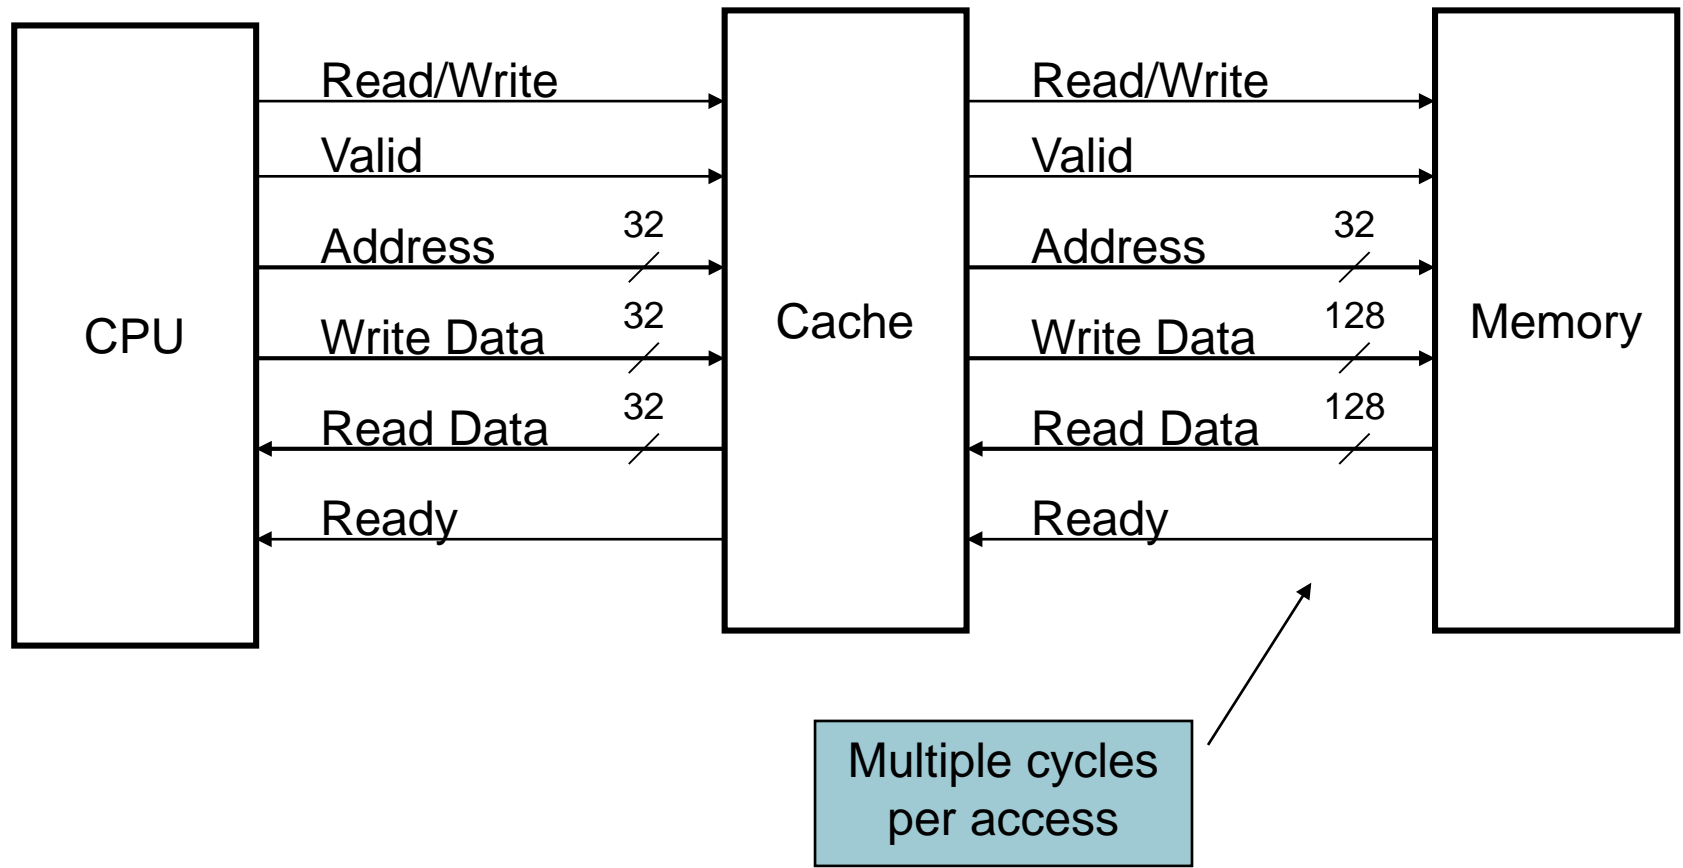 Read/Write
Read/Write
Valid
Valid
Address
32
Address
32
CPU
Write Data
32
Cache
Write Data
128
Memory
Read Data
32
Read Data
128
Ready
Ready
Multiple cycles
per access